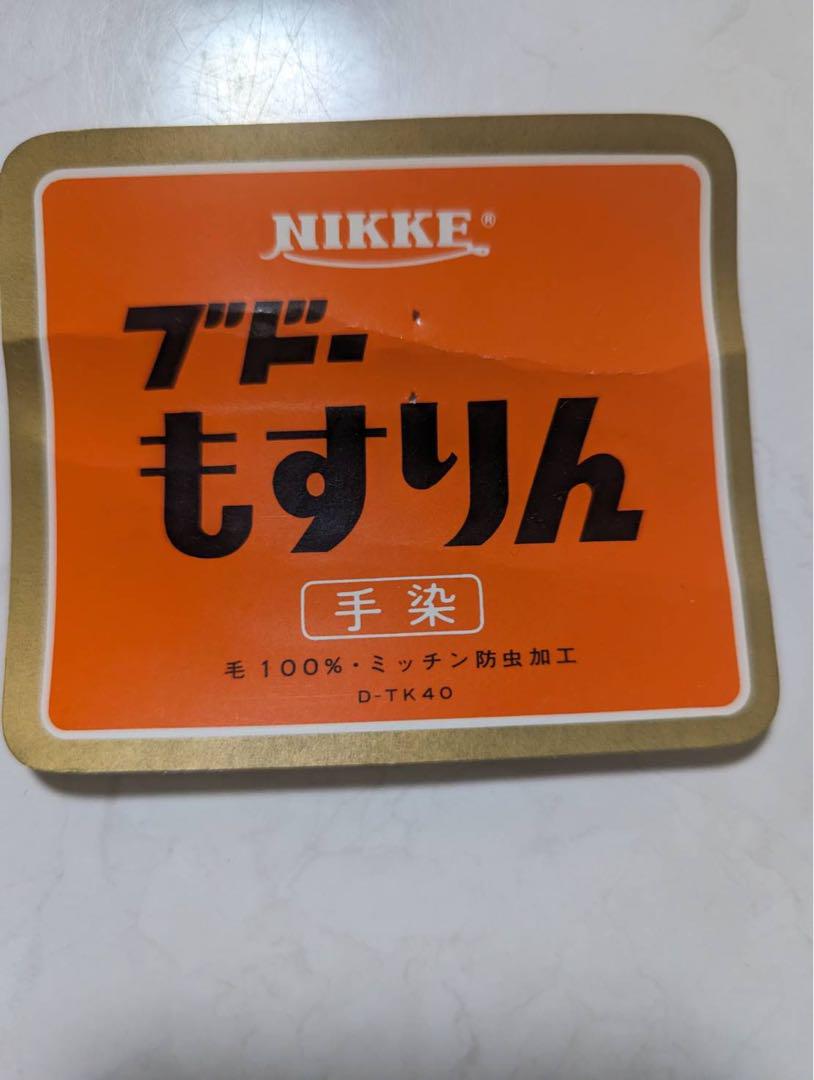 NIKKE®
ブドー
もすりん
手染
毛100%・ミッチン防虫加工
D-TK40